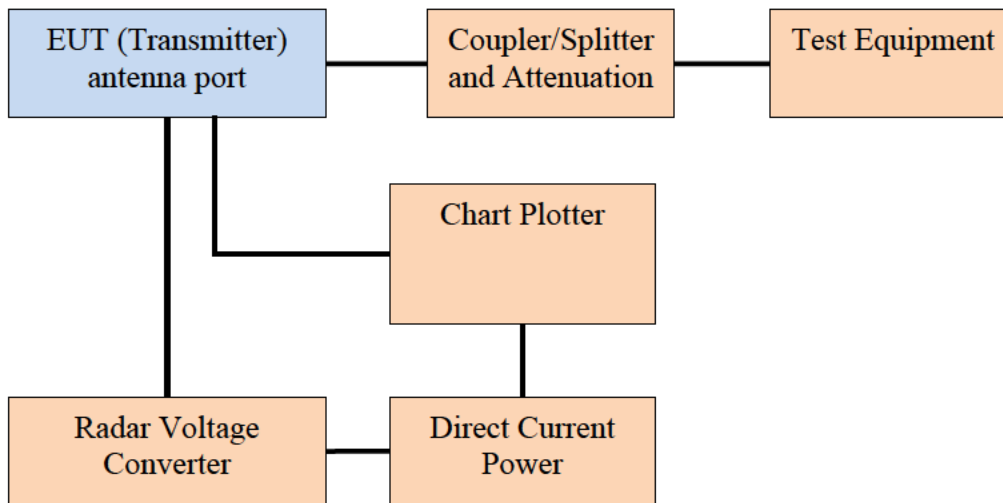 EUT (Transmitter)
antenna port
Coupler/Splitter
and Attenuation
Test Equipment
Chart Plotter
Radar Voltage
Converter
Direct Current
Power